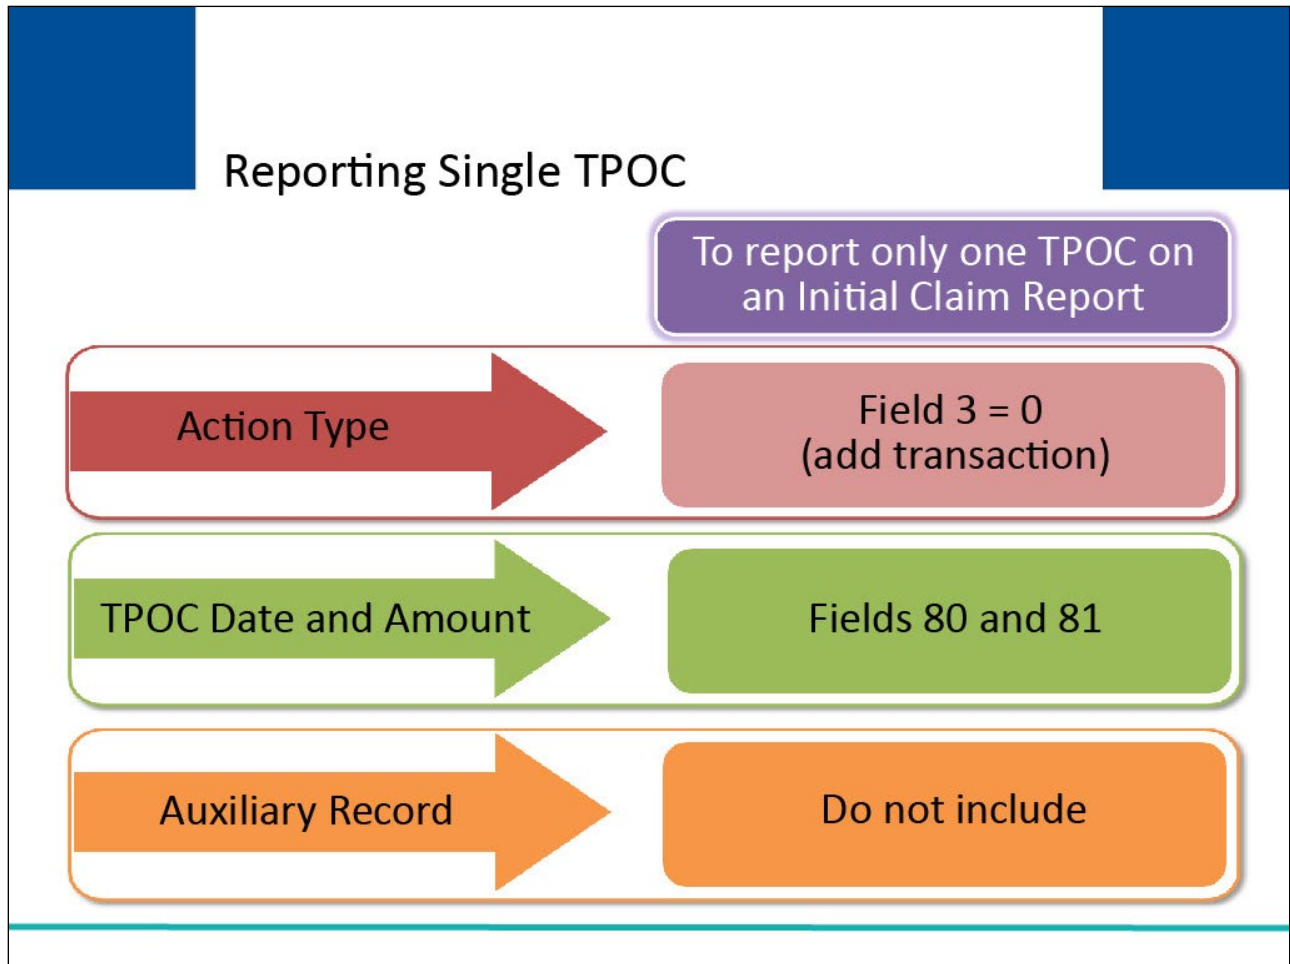 Reporting Single TPOC
To report only one TPOC on
an Initial Claim Report
Action Type
Field 3 = 0
(add transaction)
TPOC Date and Amount
Fields 80 and 81
Auxiliary Record
Do not include